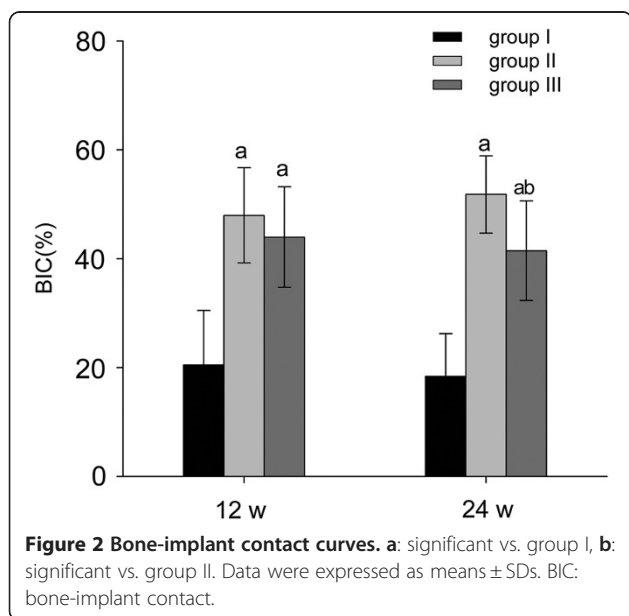 80
60
40
20
0
BIC(%)
group I
group II
group III
a
a
a
ab
12 w
24 w
Figure 2 Bone-implant contact curves. a: significant vs. group I, b:
significant vs. group II. Data were expressed as means ± SDs. BIC:
bone-implant contact.